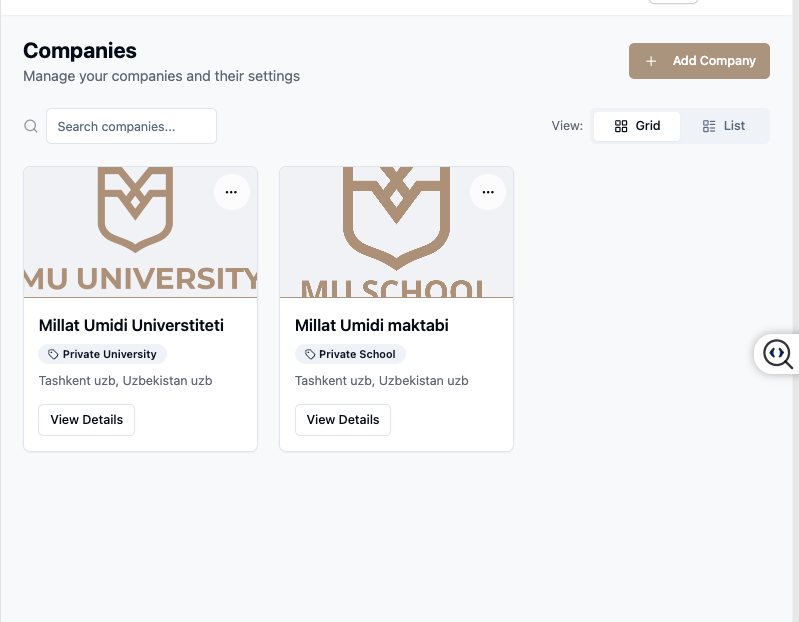 Companies
Manage your companies and their settings
+ Add Company
Search companies...
View:
Grid
List
MU UNIVERSITY
MU SCHOOL
Millat Umidi Universtiteti
Private University
Tashkent uzb, Uzbekistan uzb
View Details
Millat Umidi maktabi
Private School
Tashkent uzb, Uzbekistan uzb
View Details